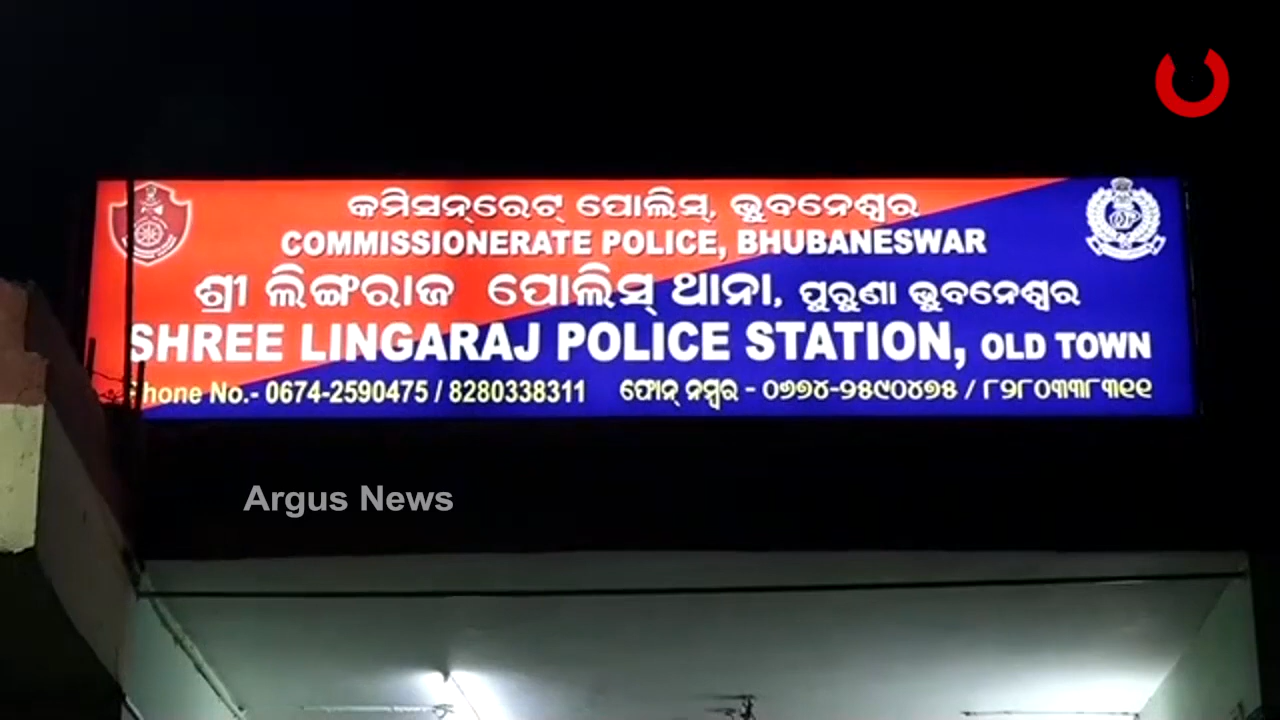 କମିସନ୍‌ରେଟ୍ ପୋଲିସ୍, ଭୁବନେଶ୍ୱର
COMMISSIONERATE POLICE, BHUBANESWAR
ଶ୍ରୀ ଲିଙ୍ଗରାଜ ପୋଲିସ୍ ଥାନା, ପୁରୁଣା ଭୁବନେଶ୍ୱର
SHREE LINGARAJ POLICE STATION, OLD TOWN
Phone No.- 0674-2590475 / 8280338311 ଫୋନ୍ ନମ୍ବର - ୦୬୭୪-୨୫୯୦୪୭୫ / ୮୨୮୦୩୩୮୩୧୧
Argus News